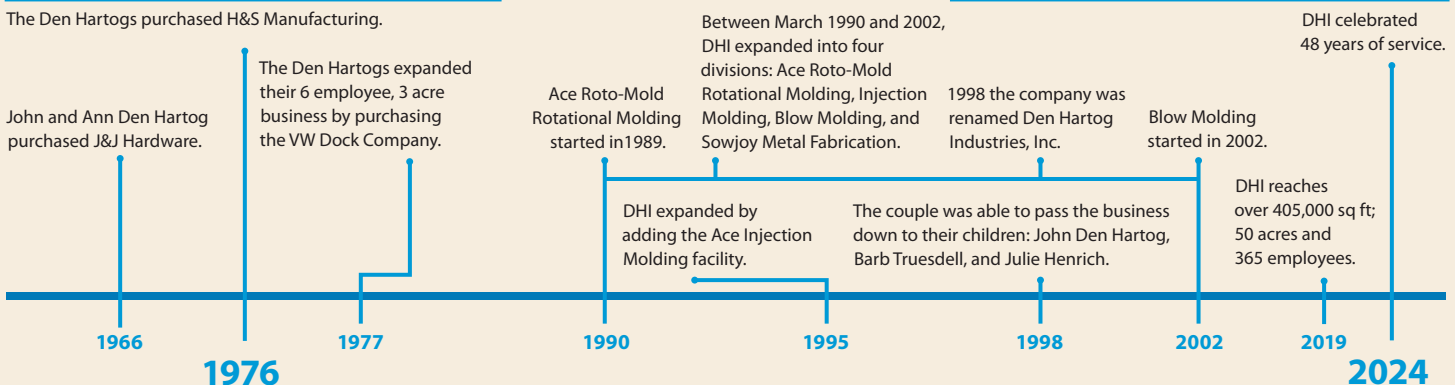 The Den Hartogs purchased H&S Manufacturing.
John and Ann Den Hartog
purchased J&J Hardware.
The Den Hartogs expanded
their 6 employee, 3 acre
business by purchasing
the VW Dock Company.
Ace Roto-Mold
Rotational Molding
started in1989.
Between March 1990 and 2002,
DHI expanded into four
divisions: Ace Roto-Mold
Rotational Molding, Injection
Molding, Blow Molding, and
Sowjoy Metal Fabrication.
1998 the company was
renamed Den Hartog
Industries, Inc.
Blow Molding
started in 2002.
DHI celebrated
48 years of service.
DHI expanded by
adding the Ace Injection
Molding facility.
The couple was able to pass the business
down to their children: John Den Hartog,
Barb Truesdell, and Julie Henrich.
DHI reaches
over 405,000 sq ft;
50 acres and
365 employees.
1966
1976
1977
1990
1995
1998
2002
2019
2024